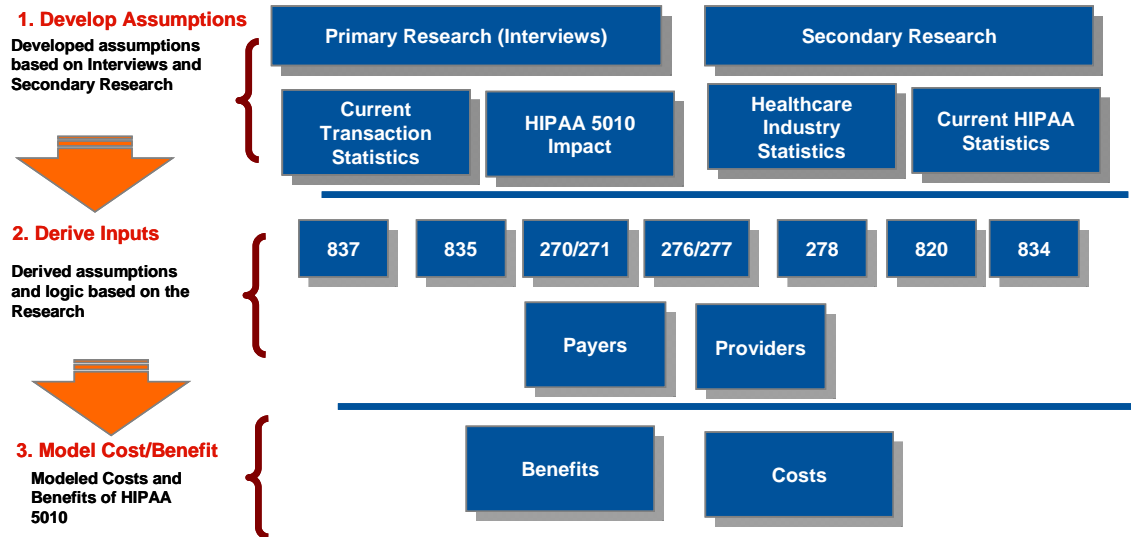 1. Develop Assumptions
Developed assumptions
based on Interviews and
Secondary Research
Primary Research (Interviews)
Secondary Research
Current
Transaction
Statistics
HIPAA 5010
Impact
Healthcare
Industry
Statistics
Current HIPAA
Statistics
2. Derive Inputs
Derived assumptions
and logic based on the
Research
837
835
270/271
276/277
278
820
834
Payers
Providers
3. Model Cost/Benefit
Modeled Costs and
Benefits of HIPAA
5010
Benefits
Costs